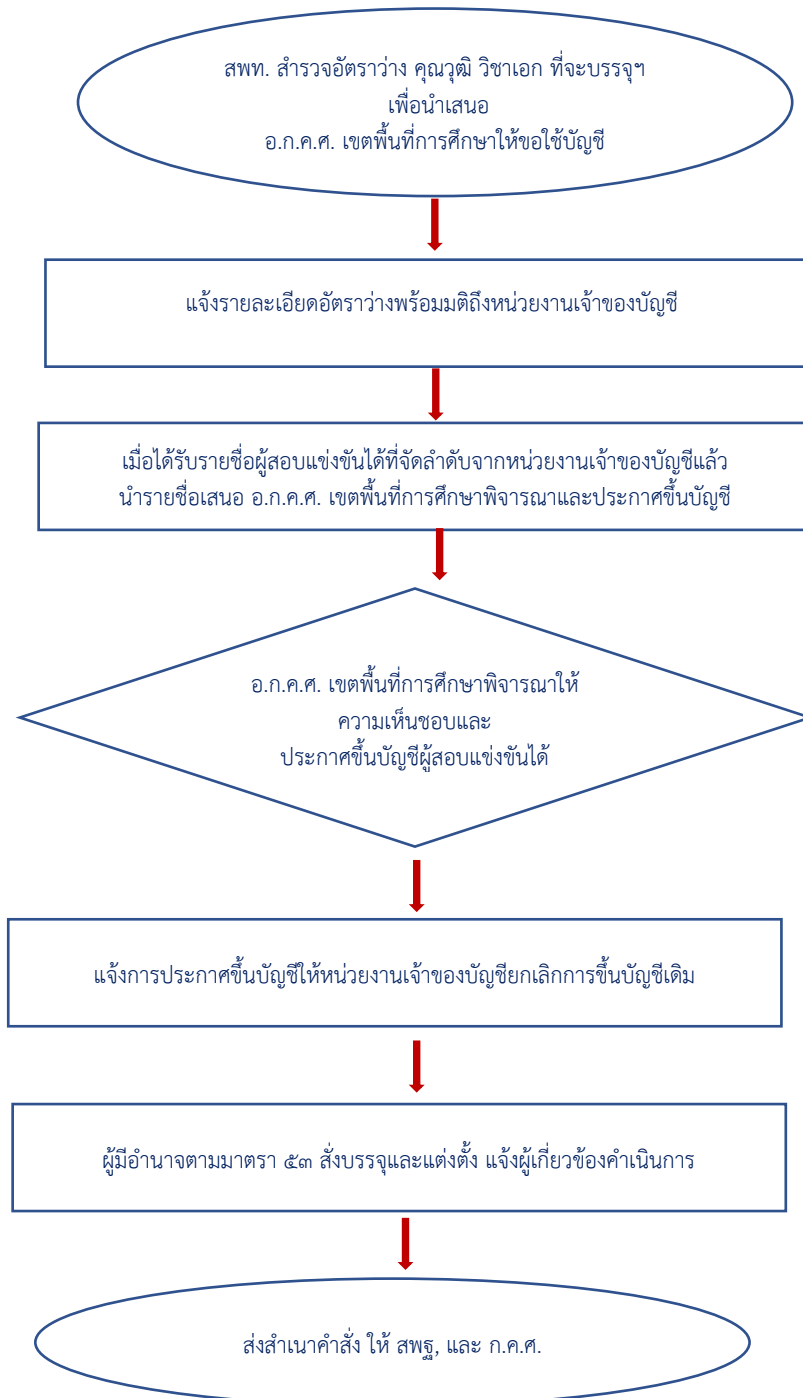 สพท. สำรวจอัตราว่าง คุณวุฒิ วิชาเอก ที่จะบรรจุฯ
เพื่อนำเสนอ
อ.ก.ค.ศ. เขตพื้นที่การศึกษาให้ขอใช้บัญชี
แจ้งรายละเอียดอัตราว่างพร้อมมติถึงหน่วยงานเจ้าของบัญชี
เมื่อได้รับรายชื่อผู้สอบแข่งขันได้ที่จัดลำดับจากหน่วยงานเจ้าของบัญชีแล้ว
นำรายชื่อเสนอ อ.ก.ค.ศ. เขตพื้นที่การศึกษาพิจารณาและประกาศขึ้นบัญชี
อ.ก.ค.ศ. เขตพื้นที่การศึกษาพิจารณาให้
ความเห็นชอบและ
ประกาศขึ้นบัญชีผู้สอบแข่งขันได้
แจ้งการประกาศขึ้นบัญชีให้หน่วยงานเจ้าของบัญชียกเลิกการขึ้นบัญชีเดิม
ผู้มีอำนาจตามมาตรา ๕๓ สั่งบรรจุและแต่งตั้ง แจ้งผู้เกี่ยวข้องคำเนินการ
ส่งสำเนาคำสั่ง ให้ สพฐ, และ ก.ค.ศ.